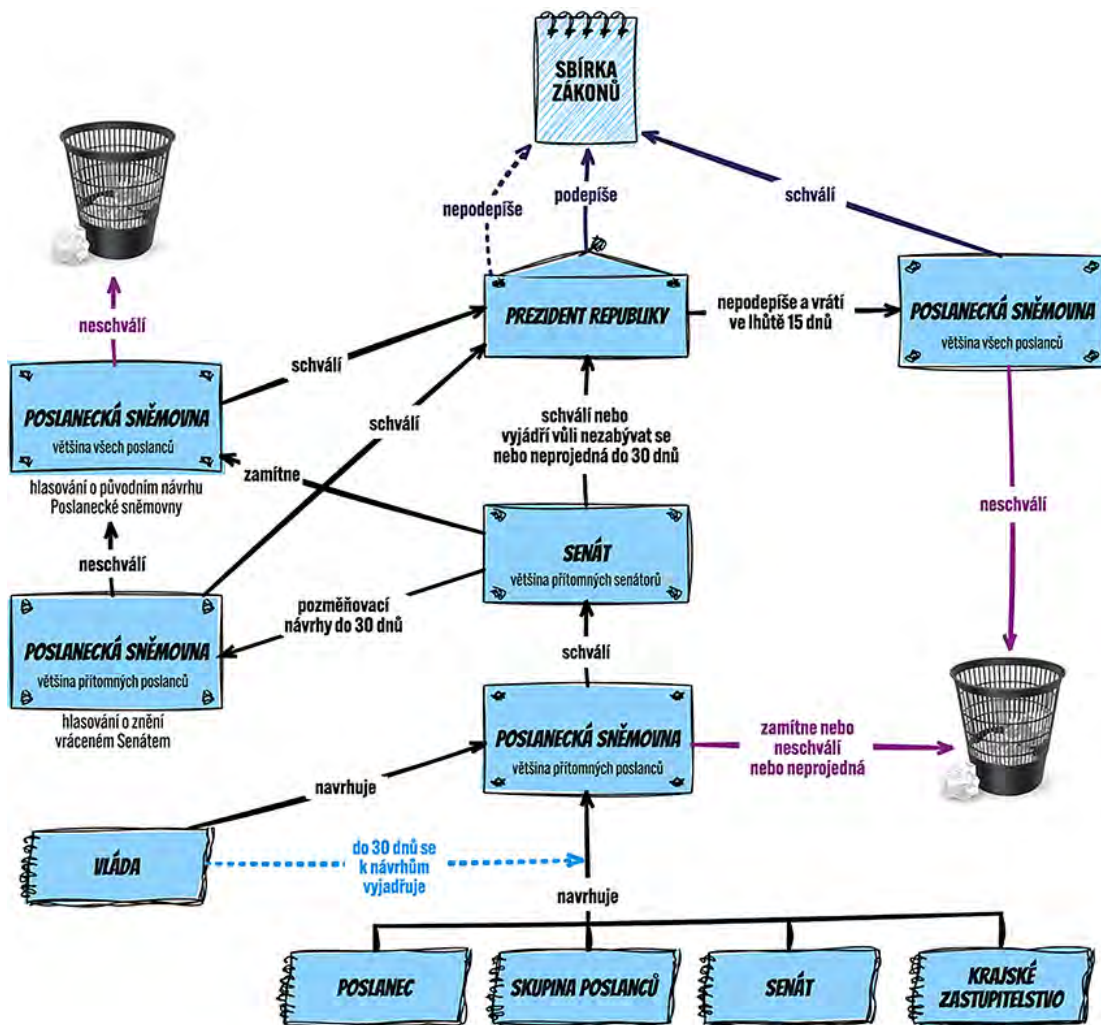 SBÍRKA
ZÁKONŮ
nepodepíše
podepíše
schválí
neschválí
PREZIDENT REPUBLIKY
nepodepíše a vrátí
ve lhůtě 15 dnů
POSLANECKÁ SNĚMOVNA
většina všech poslanců
schválí
POSLANECKÁ SNĚMOVNA
většina všech poslanců
hlasování o původním návrhu
Poslanecké sněmovny
schválí
zamítne
schválí nebo
vyjádří vůli nezabývat se
nebo neprojedná do 30 dnů
neschválí
neschválí
SENÁT
většina přítomných senátorů
pozměňovací
návrhy do 30 dnů
POSLANECKÁ SNĚMOVNA
většina přítomných poslanců
hlasování o znění
vráceném Senátem
schválí
POSLANECKÁ SNĚMOVNA
většina přítomných poslanců
zamítne nebo
neschválí
nebo neprojedná
navrhuje
VLÁDA
do 30 dnů se
k návrhům
vyjadřuje
navrhuje
POSLANEC
SKUPINA POSLANCŮ
SENÁT
KRAJSKÉ
ZASTUPITELSTVO